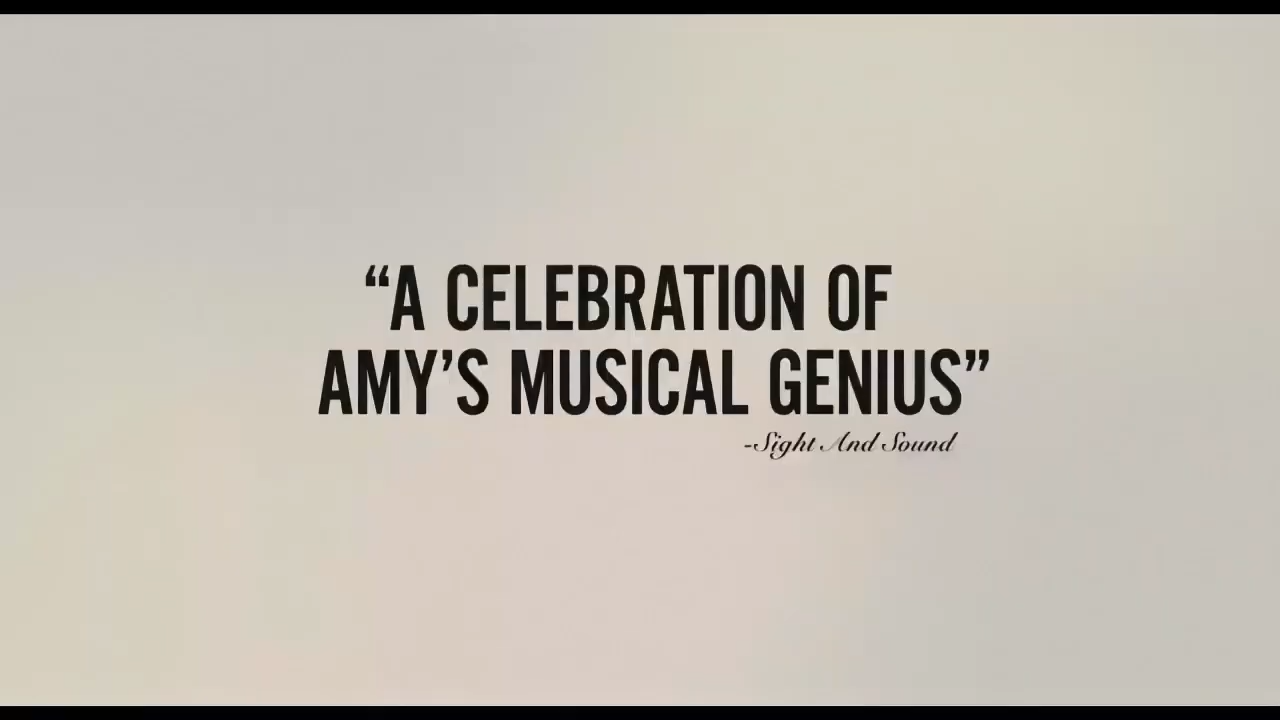 “A CELEBRATION OF
AMY’S MUSICAL GENIUS”
-Sight And Sound